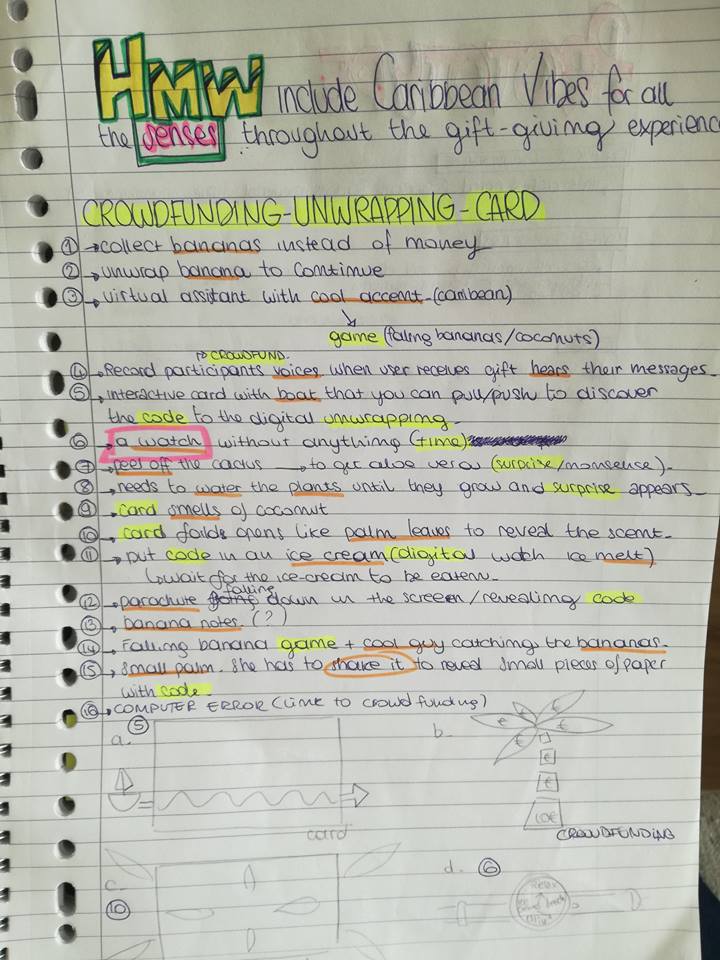 HMW include Caribbean Vibes for all
the senses throughout the gift-giving experience
CROWDFUNDING-UNWRAPPING-CARD
① → collect bananas instead of money
② → unwrap banana to continue
③ → virtual assitant with cool accent (caribean)
game (faling bananas/coconuts)
→ CROWDFUND.
④ → Record participants voices when user receives gift hears their messages
⑤ → interactive card with boat that you can pull/push to discover
the code to the digital unwrapping
⑥ → a watch without anything (time)
⑦ → peel off the cactus → to get aloe vera (surprise/nonsense).
⑧ → needs to water the plants until they grow and surprise appears
⑨ → card smells of coconut
⑩ → card folds opens like palm leaves to reveal the scent
⑪ → put code in an ice cream (digital watch ice melt)
↳ wait for the ice-cream to be eaten
falling
⑫ → parachute down in the screen / revealing code
⑬ → banana notes. (?)
⑭ → Falling banana game + cool guy catching the bananas
⑮ → Small palm. She has to shake it to reveal small pieces of paper
with code
⑯ → COMPUTER ERROR (link to crowdfunding)
a. ⑤
card
b.
€ € € €
€
€
10€
CROWDFUNDING
c.
⑩
d. ⑥
Relax